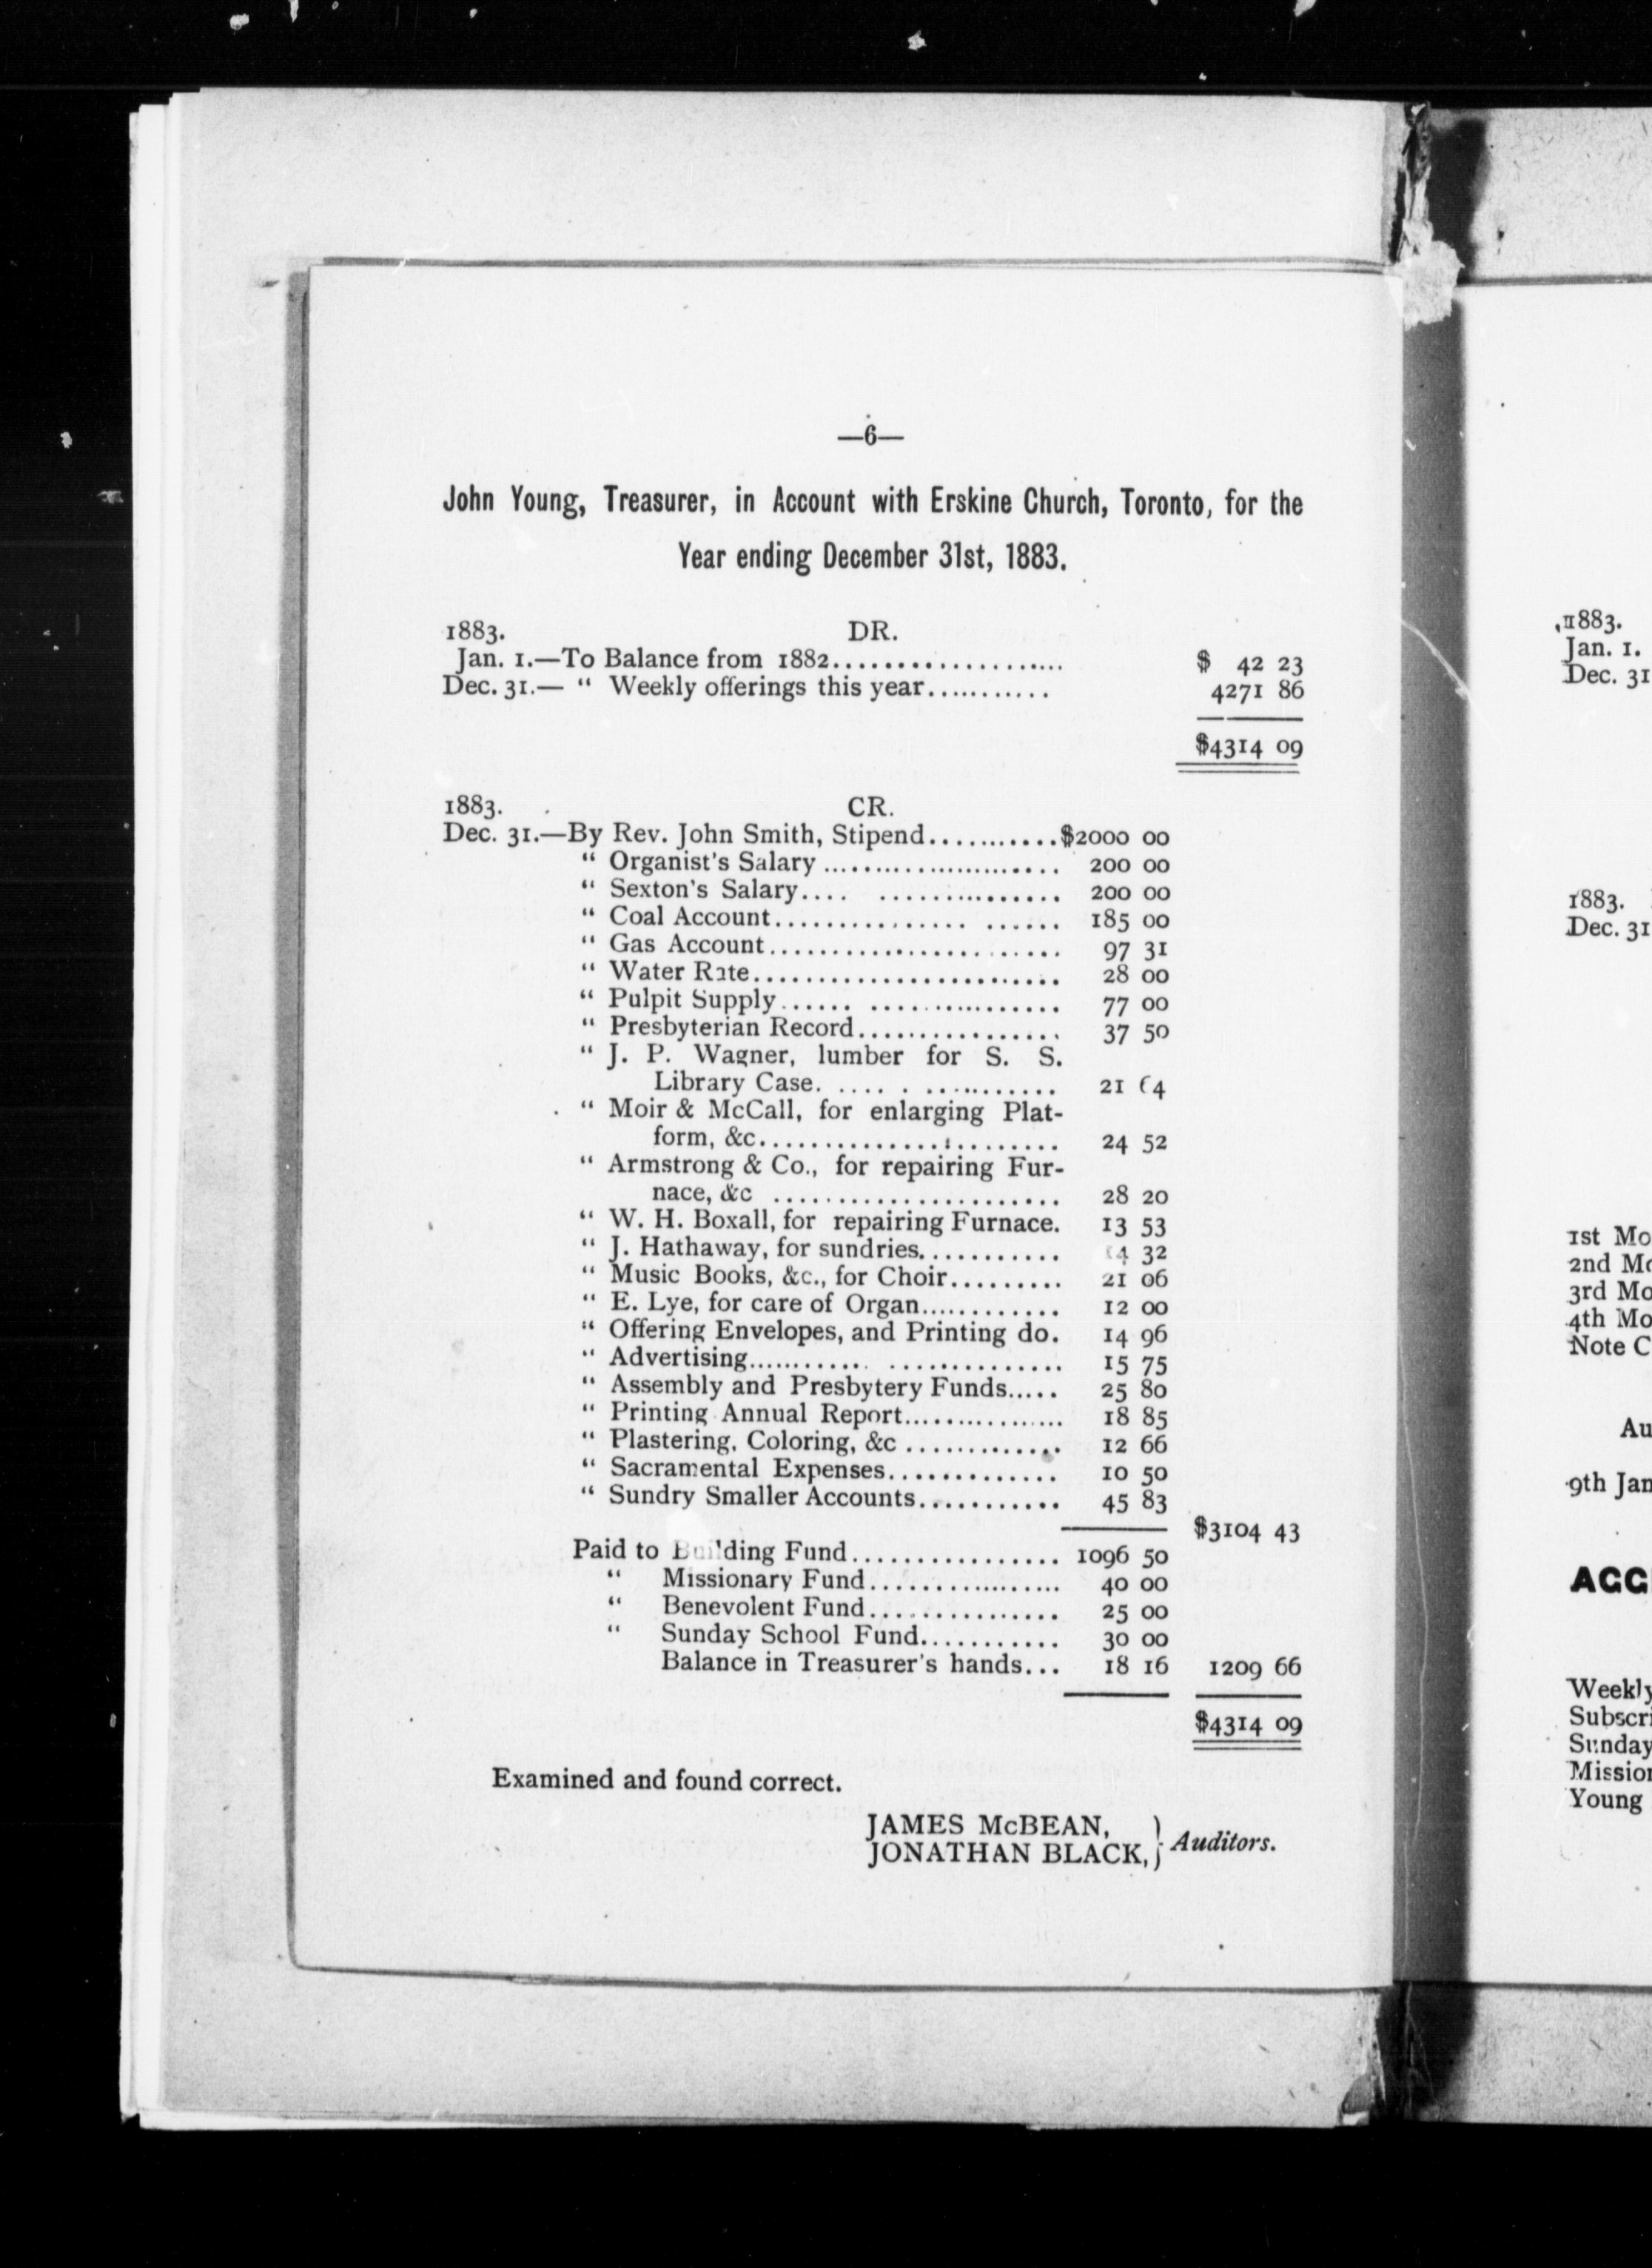 —6—
John Young, Treasurer, in Account with Erskine Church, Toronto, for the
Year ending December 31st, 1883.
1883. DR.
Jan. 1.—To Balance from 1882.................... $ 42 23
Dec. 31.— “ Weekly offerings this year........... 4271 86
$4314 09
1883. CR.
Dec. 31.—By Rev. John Smith, Stipend...........$2000 00
“ Organist's Salary ...................... 200 00
“ Sexton's Salary.... .............. 200 00
“ Coal Account................ ...... 185 00
“ Gas Account....................... 97 31
“ Water Rate........................ 28 00
“ Pulpit Supply...... ............... 77 00
“ Presbyterian Record................ 37 50
“ J. P. Wagner, lumber for S. S.
Library Case. .... . ........... 21 4
“ Moir & McCall, for enlarging Plat-
form, &c........................ 24 52
“ Armstrong & Co., for repairing Fur-
nace, &c ...................... 28 20
“ W. H. Boxall, for repairing Furnace. 13 53
“ J. Hathaway, for sundries........... 4 32
“ Music Books, &c., for Choir......... 21 06
“ E. Lye, for care of Organ............ 12 00
“ Offering Envelopes, and Printing do. 14 96
“ Advertising........... .............. 15 75
“ Assembly and Presbytery Funds..... 25 80
“ Printing Annual Report............... 18 85
“ Plastering, Coloring, &c ............. 12 66
“ Sacramental Expenses............. 10 50
“ Sundry Smaller Accounts........... 45 83
$3104 43
Paid to Building Fund................ 1096 50
“ Missionary Fund............... 40 00
“ Benevolent Fund............... 25 00
“ Sunday School Fund........... 30 00
Balance in Treasurer's hands... 18 16 1209 66
$4314 09
Examined and found correct.
JAMES McBEAN,
JONATHAN BLACK, } Auditors.
1883.
Jan. 1.
Dec. 31
1883.
Dec. 31
1st Mo
2nd Mo
3rd Mo
4th Mo
Note C
Au
9th Jan
AGG
Weekly
Subscri
Sunday
Mission
Young